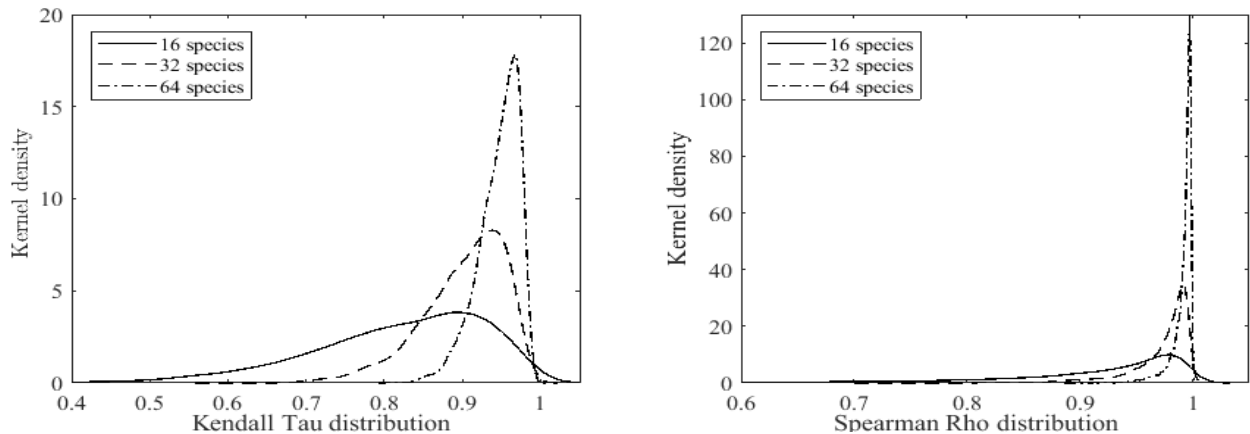 20
15
10
5
0
Kernel density
16 species
32 species
64 species
0.4 0.5 0.6 0.7 0.8 0.9 1
Kendall Tau distribution
120
100
80
60
40
20
0
Kernel density
16 species
32 species
64 species
0.6 0.7 0.8 0.9 1
Spearman Rho distribution